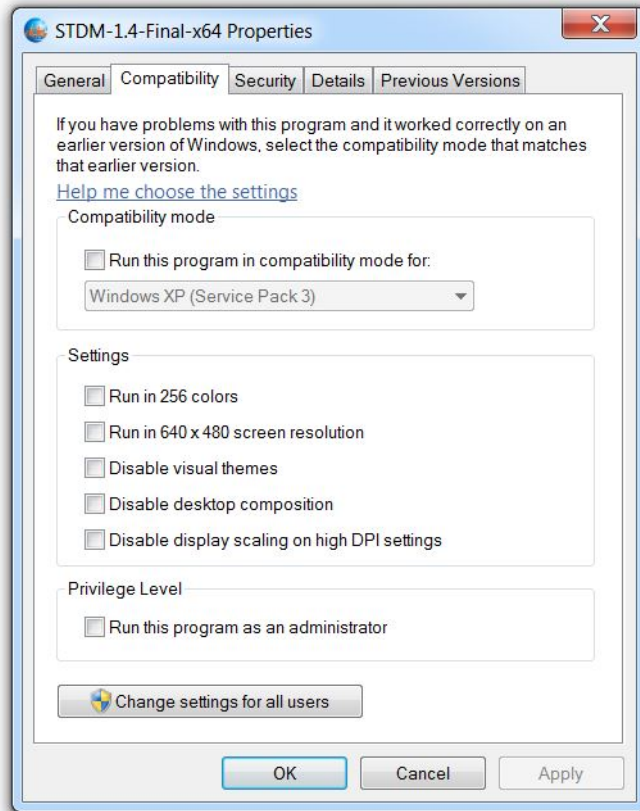 STDM-1.4-Final-x64 Properties
X
General Compatibility Security Details Previous Versions
If you have problems with this program and it worked correctly on an
earlier version of Windows, select the compatibility mode that matches
that earlier version.
Help me choose the settings
Compatibility mode
Run this program in compatibility mode for:
Windows XP (Service Pack 3)
Settings
Run in 256 colors
Run in 640 x 480 screen resolution
Disable visual themes
Disable desktop composition
Disable display scaling on high DPI settings
Privilege Level
Run this program as an administrator
Change settings for all users
OK Cancel Apply